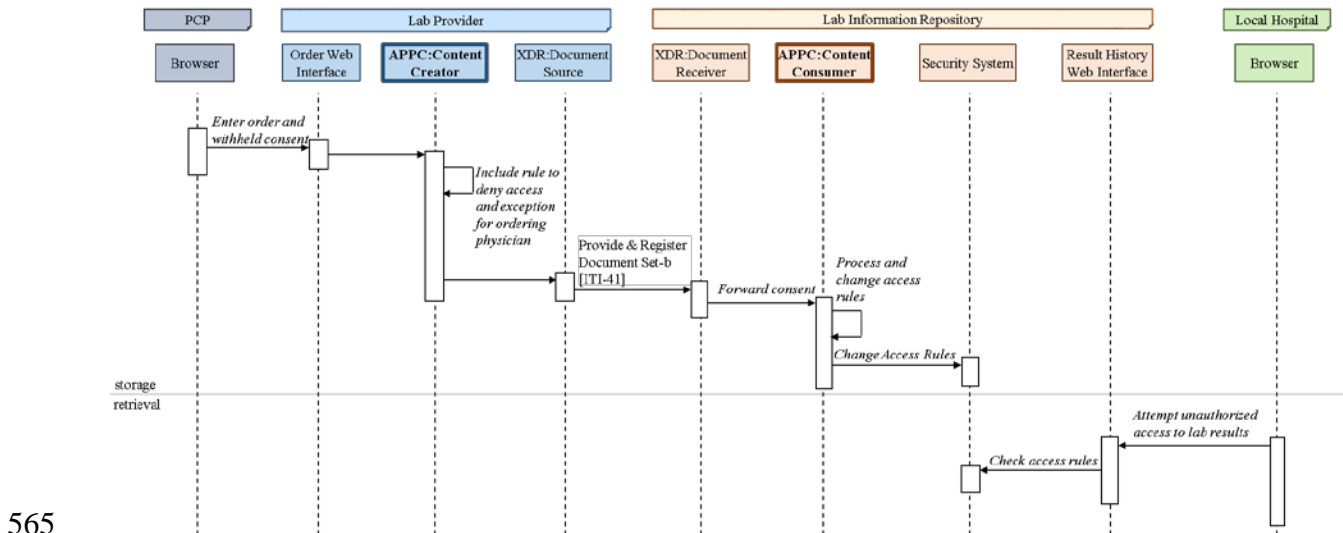 PCP
Lab Provider
Lab Information Repository
Local Hospital
Browser
Order Web
Interface
APPC:Content
Creator
XDR:Document
Source
XDR:Document
Receiver
APPC:Content
Consumer
Security System
Result History
Web Interface
Browser
Enter order and
withheld consent
Include rule to
deny access
and exception
for ordering
physician
Provide & Register
Document Set-b
[ITI-41]
Forward consent
Process and
chamge access
rules
Change Access Rules
storage
retrieval
Attempt unauthorized
access to lab results
Check access rules
565